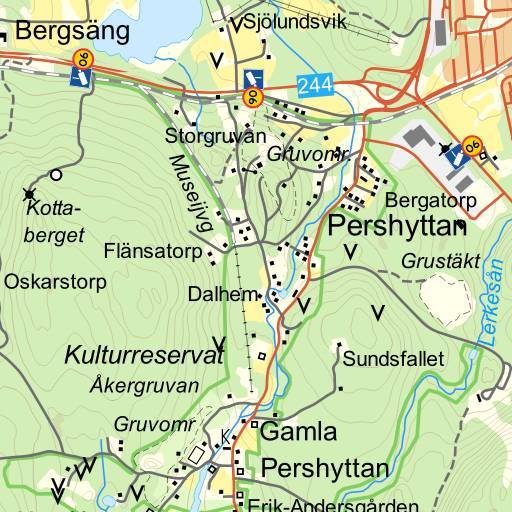 Sjölundsvik
Bergsäng
90
244
90
Storgruvan
Gruvomr.
90
Museijvg
Kotta-
berget
Bergatorp
Pershyttan
Flänsatorp
Grustäkt
Oskarstorp
Dalhem
Lerkesån
Kulturreservat
Sundsfallet
Åkergruvan
Gruvomr
K
Gamla
Pershyttan
Erik-Andersgården